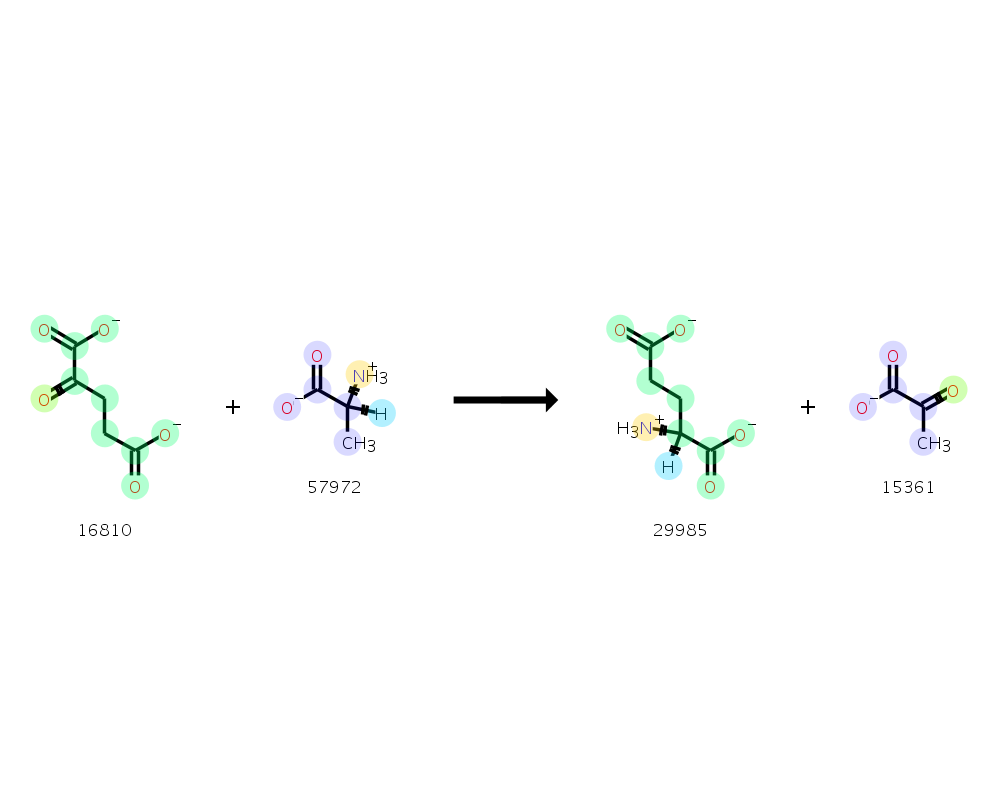 O O −
O
O −
O
16810
+
O
NH3 +
O −
H
CH3
57972
O O −
H3N +
O −
H
O
29985
+
O
O
O −
CH3
15361